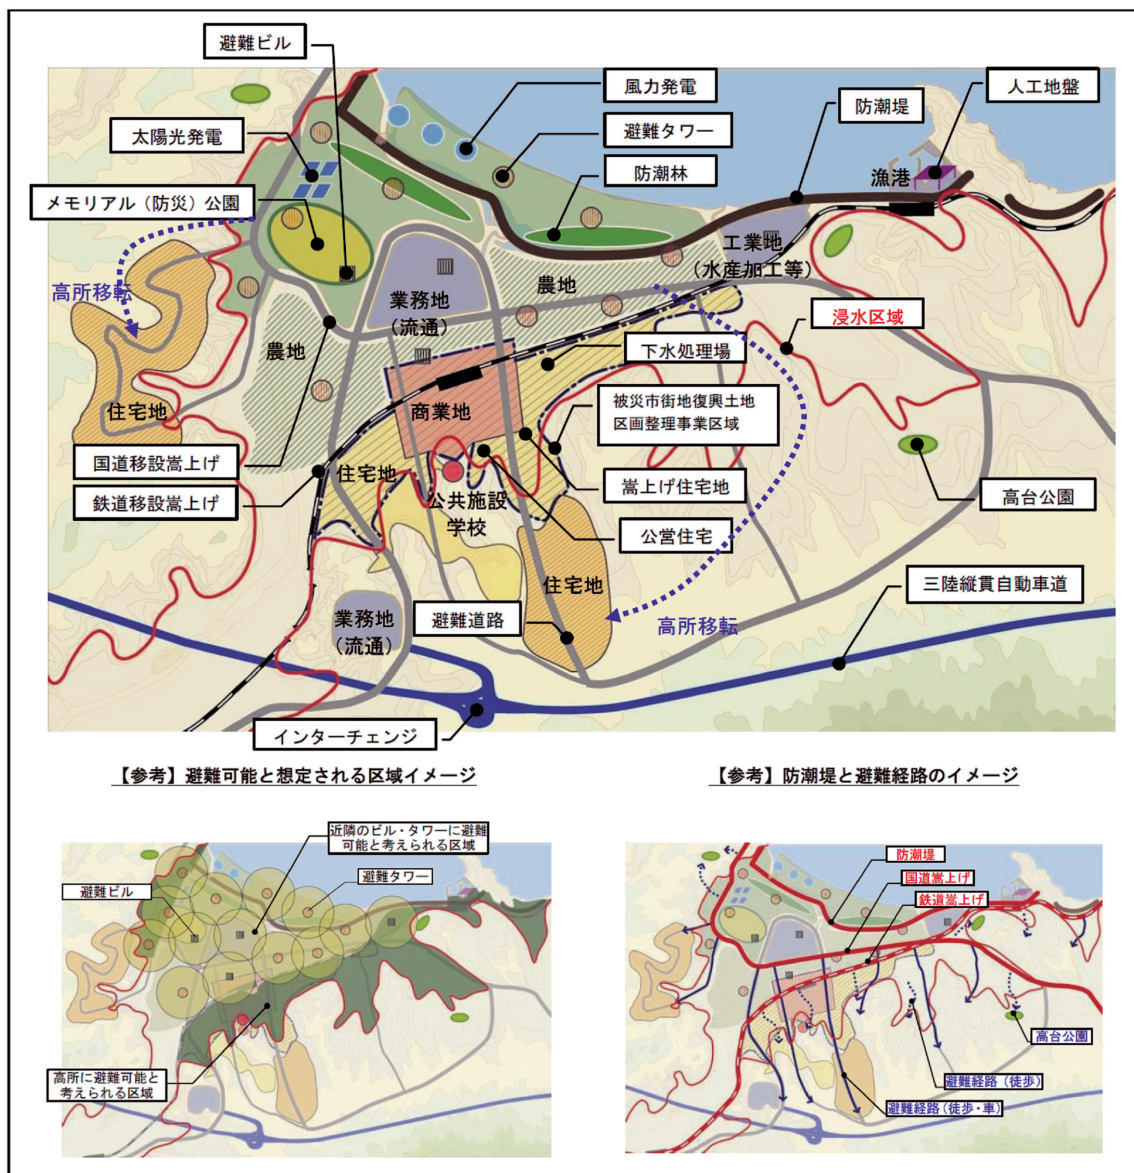 避難ビル
風力発電
人工地盤
防潮堤
太陽光発電
避難タワー
防潮林
漁港
メモリアル（防災）公園
工業地
（水産加工等）
農地
高所移転
業務地
（流通）
浸水区域
農地
下水処理場
住宅地
商業地
被災市街地復興土地
区画整理事業区域
国道移設嵩上げ
住宅地
嵩上げ住宅地
高台公園
鉄道移設嵩上げ
公共施設
学校
公営住宅
住宅地
三陸縦貫自動車道
業務地
（流通）
避難道路
高所移転
インターチェンジ
【参考】避難可能と想定される区域イメージ
近隣のビル・タワーに避難
可能と考えられる区域
避難ビル
避難タワー
高所に避難可能と
考えられる区域
【参考】防潮堤と避難経路のイメージ
防潮堤
国道嵩上げ
鉄道嵩上げ
高台公園
避難経路（徒歩）
避難経路（徒歩・車）